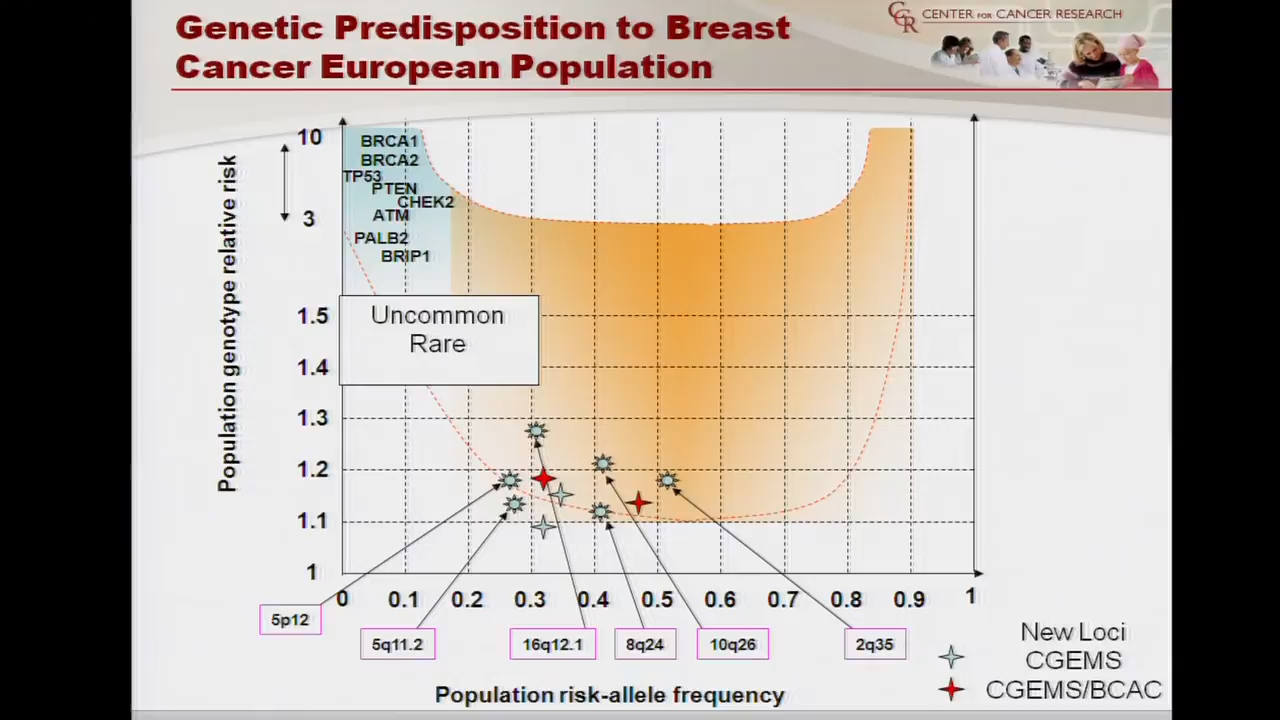 Genetic Predisposition to Breast
Cancer European Population
CCR
CENTER FOR CANCER RESEARCH
Population genotype relative risk
10
3
1.5
1.4
1.3
1.2
1.1
1
BRCA1
BRCA2
TP53
PTEN
CHEK2
ATM
PALB2
BRIP1
Uncommon
Rare
0 0.1 0.2 0.3 0.4 0.5 0.6 0.7 0.8 0.9 1
5p12
5q11.2
16q12.1
8q24
10q26
2q35
New Loci
CGEMS
CGEMS/BCAC
Population risk-allele frequency